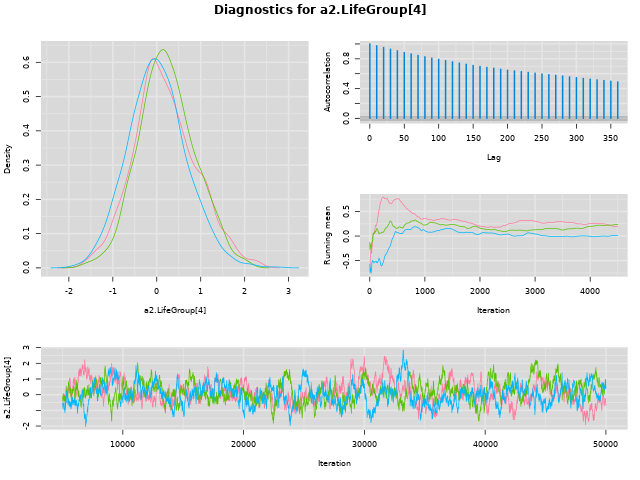 Diagnostics for a2.LifeGroup[4]
Density
0.0 0.1 0.2 0.3 0.4 0.5 0.6
-2 -1 0 1 2 3
a2.LifeGroup[4]
Autocorrelation
0.0 0.4 0.8
0 50 100 150 200 250 300 350
Lag
Running mean
-0.5 0.0 0.5
0 1000 2000 3000 4000
Iteration
a2.LifeGroup[4]
-2 0 1 2 3
10000 20000 30000 40000 50000
Iteration